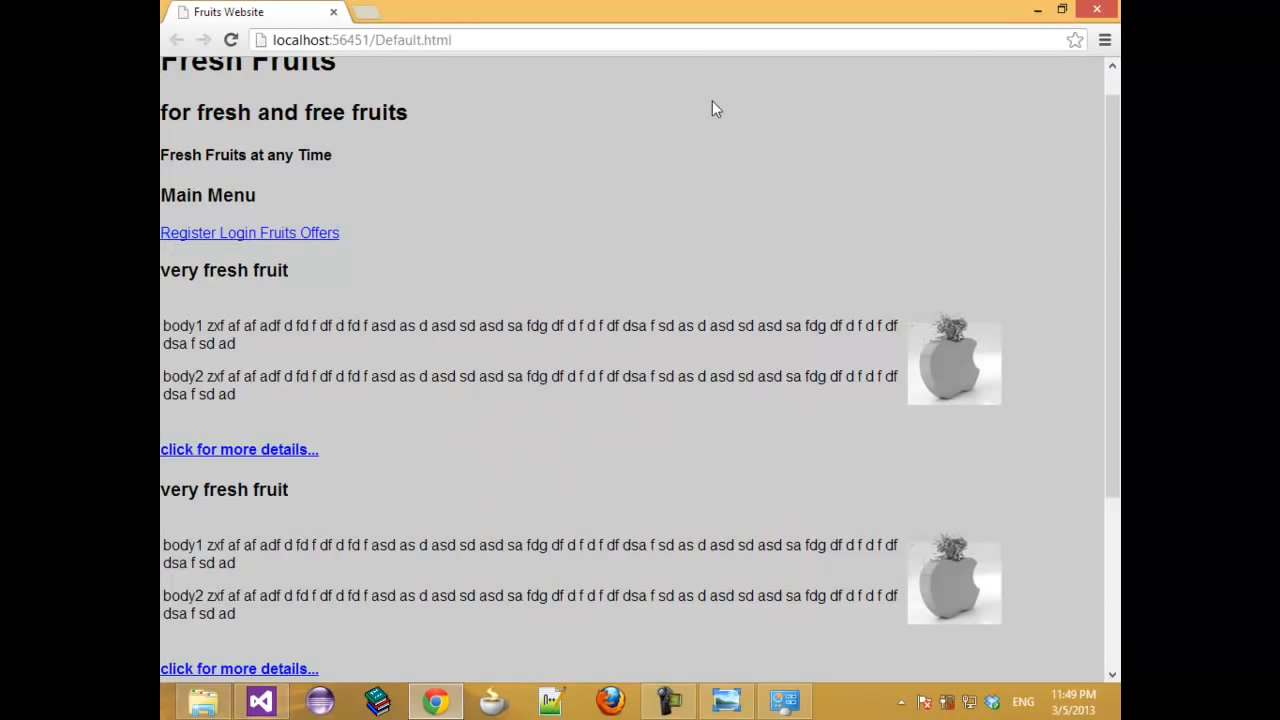 Fruits Website
localhost:56451/Default.html
Fresh Fruits
for fresh and free fruits
Fresh Fruits at any Time
Main Menu
Register Login Fruits Offers
very fresh fruit
body1 zxf af af adf d fd f df d fd f asd as d asd sd asd sa fdg df d f d f df dsa f sd as d asd sd asd sa fdg df d f d f df
dsa f sd ad
body2 zxf af af adf d fd f df d fd f asd as d asd sd asd sa fdg df d f d f df dsa f sd as d asd sd asd sa fdg df d f d f df
dsa f sd ad
click for more details...
very fresh fruit
body1 zxf af af adf d fd f df d fd f asd as d asd sd asd sa fdg df d f d f df dsa f sd as d asd sd asd sa fdg df d f d f df
dsa f sd ad
body2 zxf af af adf d fd f df d fd f asd as d asd sd asd sa fdg df d f d f df dsa f sd as d asd sd asd sa fdg df d f d f df
dsa f sd ad
click for more details...
ENG
11:49 PM
3/5/2013